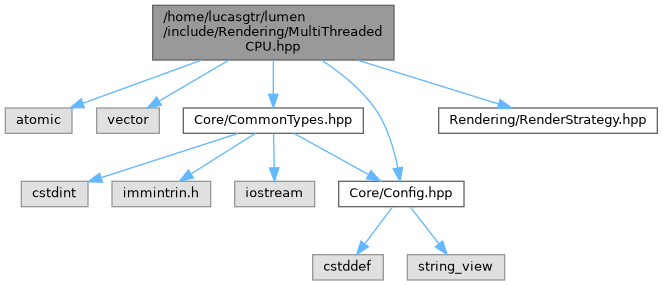 /home/lucasgtr/lumen
/include/Rendering/MultiThreaded
CPU.hpp
atomic
vector
Core/CommonTypes.hpp
Rendering/RenderStrategy.hpp
cstdint
immintrin.h
iostream
Core/Config.hpp
cstddef
string_view